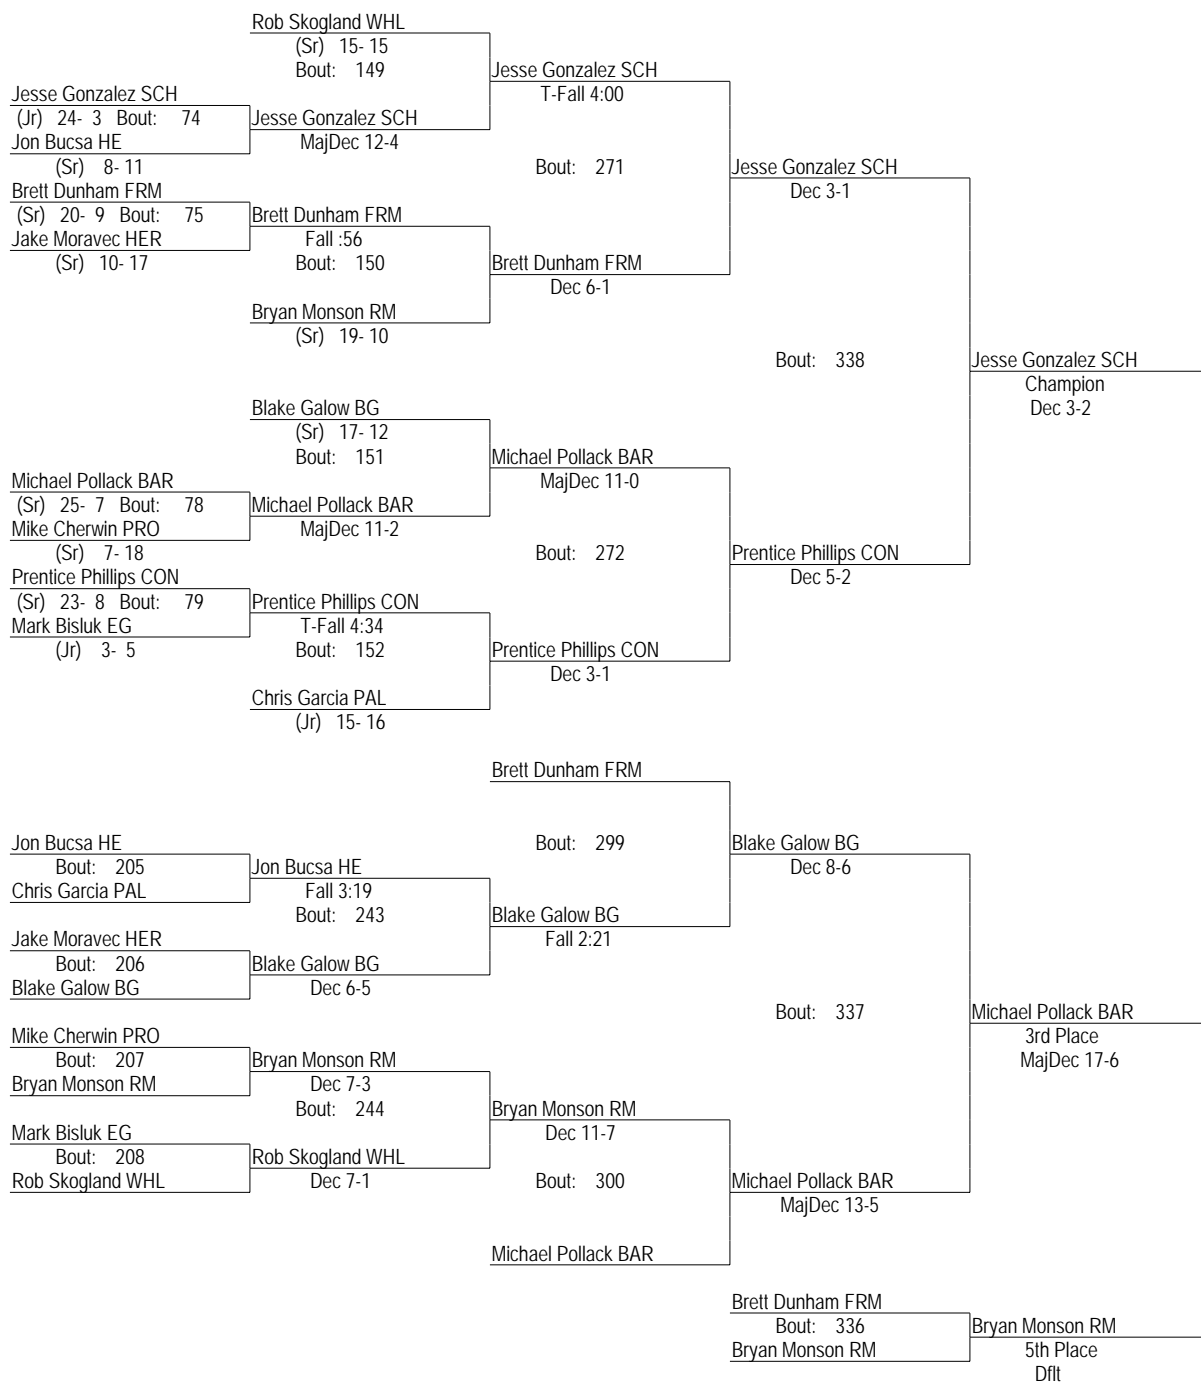 Rob Skogland WHL
(Sr) 15- 15
Bout: 149
Jesse Gonzalez SCH
T-Fall 4:00
Jesse Gonzalez SCH
(Jr) 24- 3 Bout: 74
Jesse Gonzalez SCH
MajDec 12-4
Jon Bucsa HE
(Sr) 8- 11
Bout: 271
Jesse Gonzalez SCH
Dec 3-1
Brett Dunham FRM
(Sr) 20- 9 Bout: 75
Brett Dunham FRM
Fall :56
Jake Moravec HER
(Sr) 10- 17
Bout: 150
Brett Dunham FRM
Dec 6-1
Bryan Monson RM
(Sr) 19- 10
Bout: 338
Jesse Gonzalez SCH
Champion
Dec 3-2
Blake Galow BG
(Sr) 17- 12
Bout: 151
Michael Pollack BAR
MajDec 11-0
Michael Pollack BAR
(Sr) 25- 7 Bout: 78
Michael Pollack BAR
MajDec 11-2
Mike Cherwin PRO
(Sr) 7- 18
Bout: 272
Prentice Phillips CON
Dec 5-2
Prentice Phillips CON
(Sr) 23- 8 Bout: 79
Prentice Phillips CON
T-Fall 4:34
Mark Bisluk EG
(Jr) 3- 5
Bout: 152
Prentice Phillips CON
Dec 3-1
Chris Garcia PAL
(Jr) 15- 16
Brett Dunham FRM
Bout: 299
Blake Galow BG
Dec 8-6
Jon Bucsa HE
Bout: 205
Chris Garcia PAL
Jon Bucsa HE
Fall 3:19
Bout: 243
Blake Galow BG
Fall 2:21
Jake Moravec HER
Bout: 206
Blake Galow BG
Blake Galow BG
Dec 6-5
Bout: 337
Michael Pollack BAR
3rd Place
MajDec 17-6
Mike Cherwin PRO
Bout: 207
Bryan Monson RM
Bryan Monson RM
Dec 7-3
Bout: 244
Bryan Monson RM
Dec 11-7
Mark Bisluk EG
Bout: 208
Rob Skogland WHL
Rob Skogland WHL
Dec 7-1
Bout: 300
Michael Pollack BAR
MajDec 13-5
Michael Pollack BAR
Brett Dunham FRM
Bout: 336
Bryan Monson RM
Bryan Monson RM
5th Place
Dflt